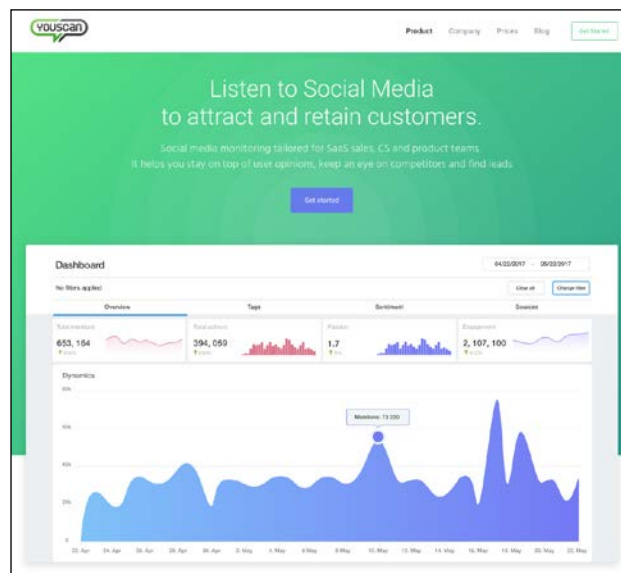 YOUSCAN
Product Company Prices Blog Get Started
Listen to Social Media
to attract and retain customers.
Social media monitoring tailored for SaaS sales, CS and product teams.
It helps you stay on top of user opinions, keep an eye on competitors and find leads.
Get started
Dashboard
04/22/2017 - 05/22/2017
No filters applied
Clear all Change filter
Overview Tags Sentiment Sources
Total mentions Total authors Passion Engagement
653, 164 394, 059 1.7 2, 107, 100
Dynamics
Mentions: 73 220
60k
40k
20k
0
22. Apr 24. Apr 26. Apr 28. Apr 30. Apr 2. May 4 May 6 May 8 May 10. May 12. May 14. May 16. May 18. May 20. May 22. May